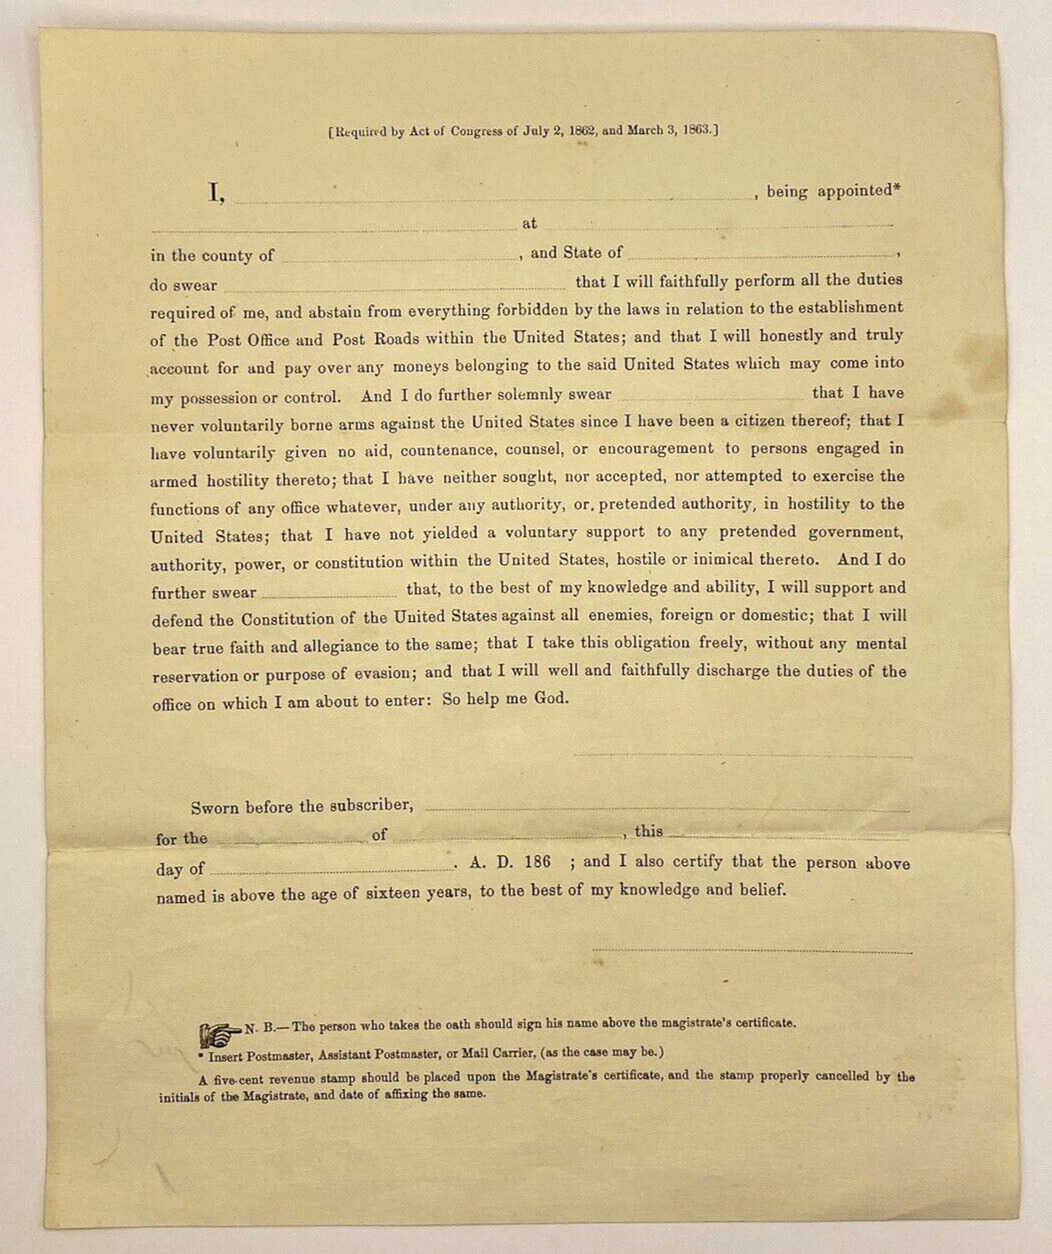 [Required by Act of Congress of July 2, 1862, and March 3, 1863.]
I, , being appointed*
at
in the county of , and State of ,
do swear that I will faithfully perform all the duties
required of me, and abstain from everything forbidden by the laws in relation to the establishment
of the Post Office and Post Roads within the United States; and that I will honestly and truly
account for and pay over any moneys belonging to the said United States which may come into
my possession or control. And I do further solemnly swear that I have
never voluntarily borne arms against the United States since I have been a citizen thereof; that I
have voluntarily given no aid, countenance, counsel, or encouragement to persons engaged in
armed hostility thereto; that I have neither sought, nor accepted, nor attempted to exercise the
functions of any office whatever, under any authority, or pretended authority, in hostility to the
United States; that I have not yielded a voluntary support to any pretended government,
authority, power, or constitution within the United States, hostile or inimical thereto. And I do
further swear that, to the best of my knowledge and ability, I will support and
defend the Constitution of the United States against all enemies, foreign or domestic; that I will
bear true faith and allegiance to the same; that I take this obligation freely, without any mental
reservation or purpose of evasion; and that I will well and faithfully discharge the duties of the
office on which I am about to enter: So help me God.
Sworn before the subscriber,
for the of , this
day of . A. D. 186 ; and I also certify that the person above
named is above the age of sixteen years, to the best of my knowledge and belief.
N. B.—The person who takes the oath should sign his name above the magistrate's certificate.
* Insert Postmaster, Assistant Postmaster, or Mail Carrier, (as the case may be.)
A five-cent revenue stamp should be placed upon the Magistrate's certificate, and the stamp properly cancelled by the
initials of the Magistrate, and date of affixing the same.